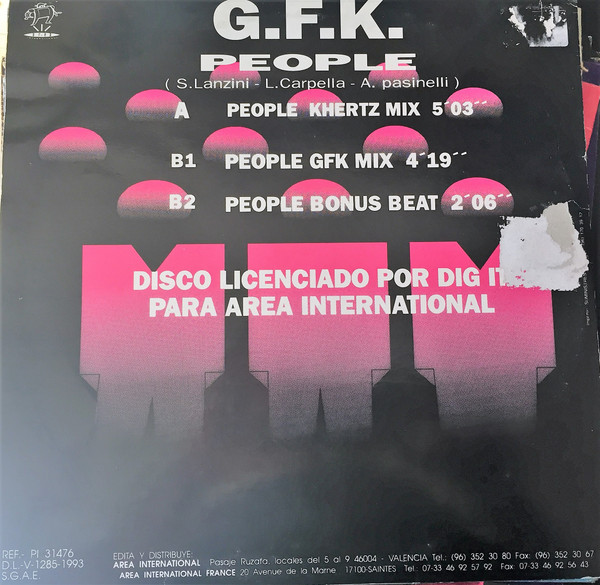 G.F.K.
PEOPLE
( S.Lanzini - L.Carpella - A. pasinelli )
A PEOPLE KHERTZ MIX 5´03´´
B1 PEOPLE GFK MIX 4´19´´
B2 PEOPLE BONUS BEAT 2´06´´
DISCO LICENCIADO POR DIG IT
PARA AREA INTERNATIONAL
REF.- PI 31476
D.L.-V-1285-1993
S.G.A.E.
EDITA Y DISTRIBUYE:
AREA INTERNATIONAL Pasaje Ruzafa, locales del 5 al 9 46004 - VALENCIA Tel.: (96) 352 30 80 Fax: (96) 352 30 67
AREA INTERNATIONAL FRANCE 20 Avenue de la Marne 17100-SAINTES Tel: 07-33 46 92 57 92 Fax: 07-33 46 92 56 43